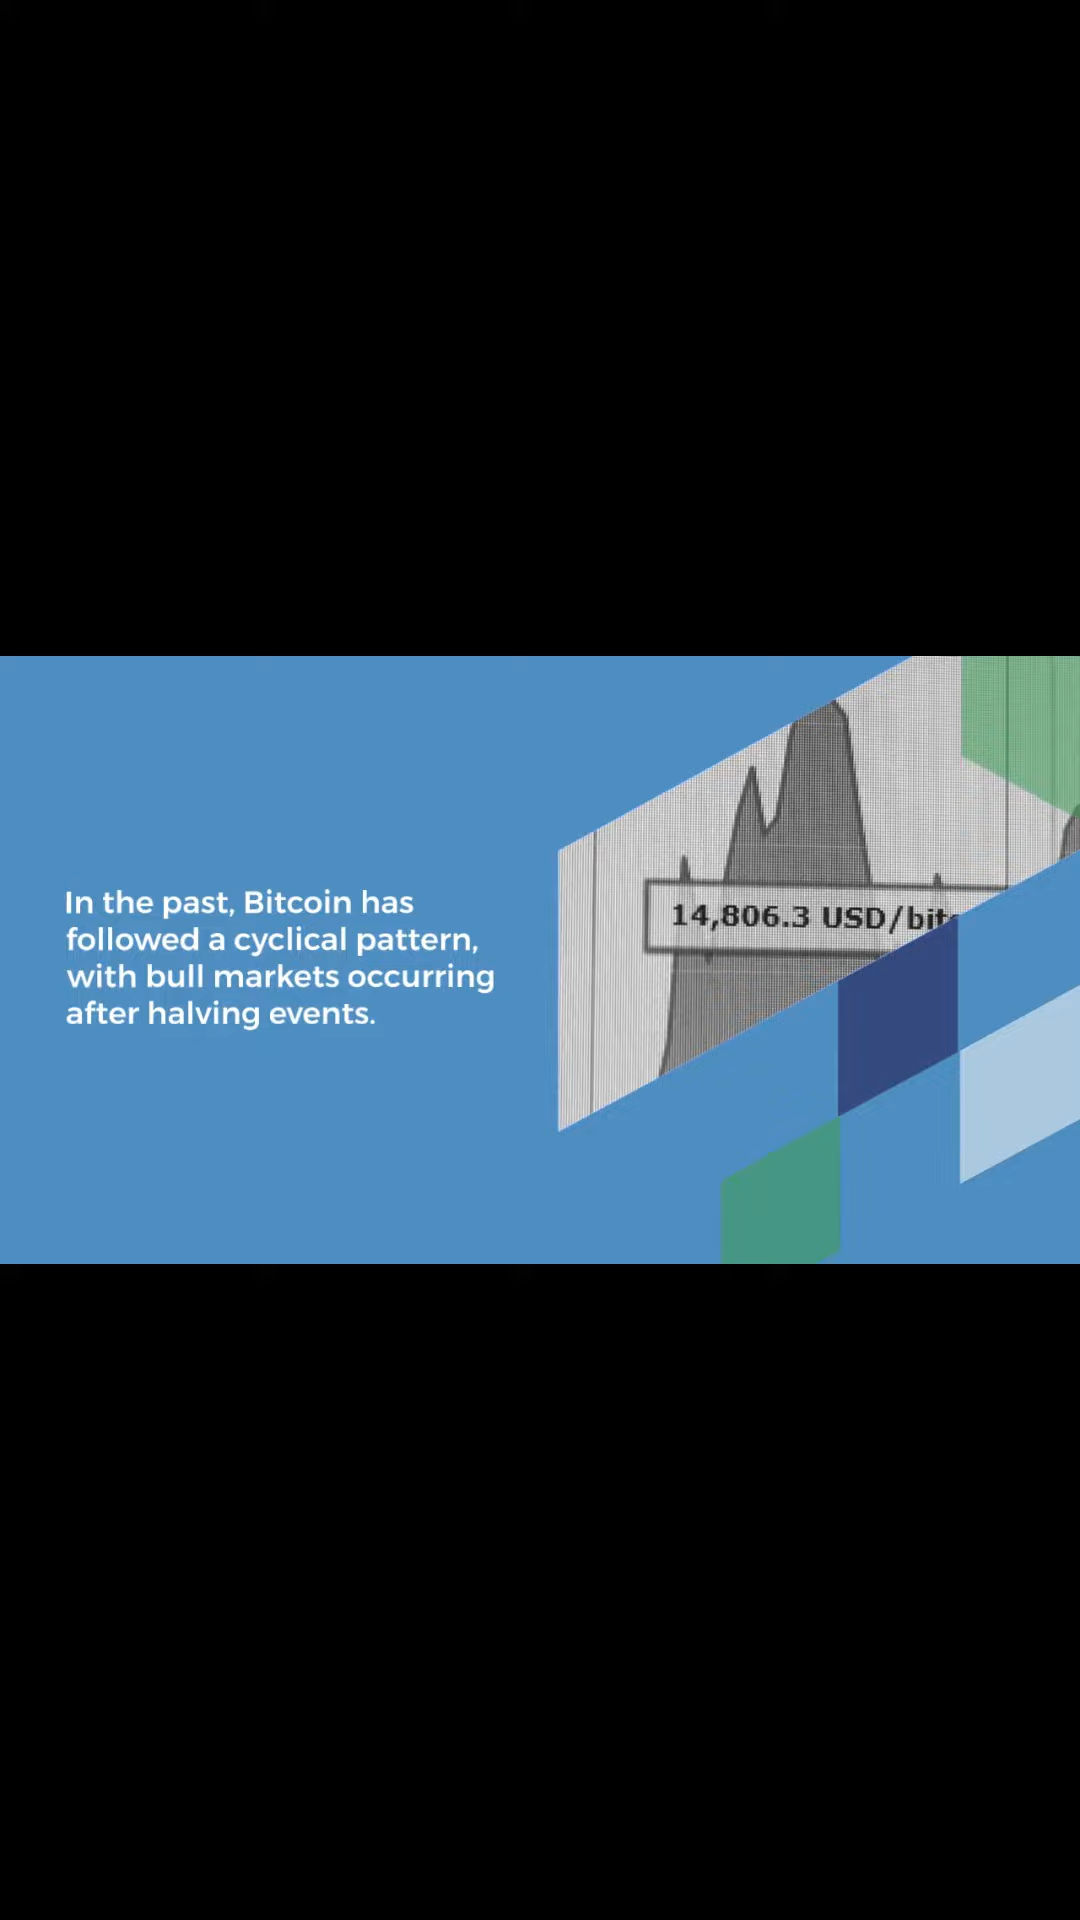 In the past, Bitcoin has
followed a cyclical pattern,
with bull markets occurring
after halving events.
14,806.3 USD/bit